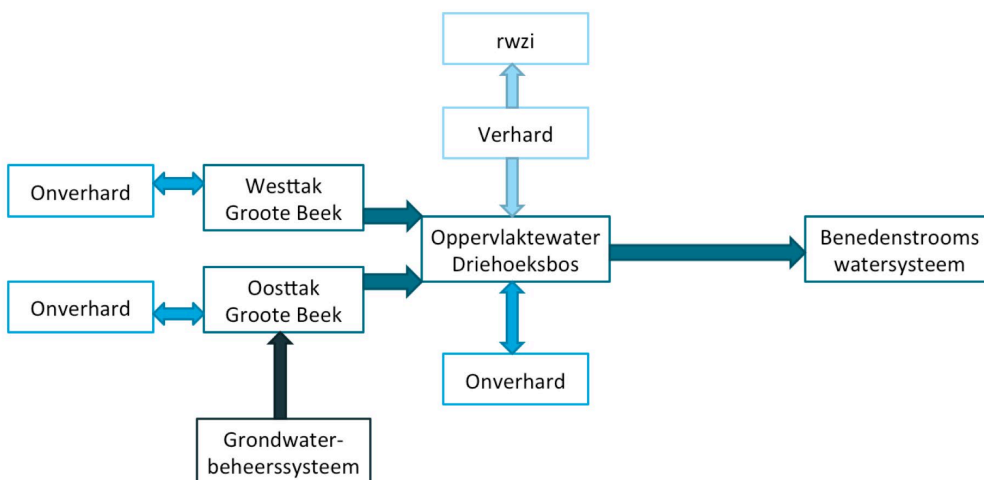 rwzi
Verhard
Onverhard
Westtak
Groote Beek
Oppervlaktewater
Driehoeksbos
Benedenstrooms
watersysteem
Onverhard
Oosttak
Groote Beek
Onverhard
Grondwater-
beheerssysteem